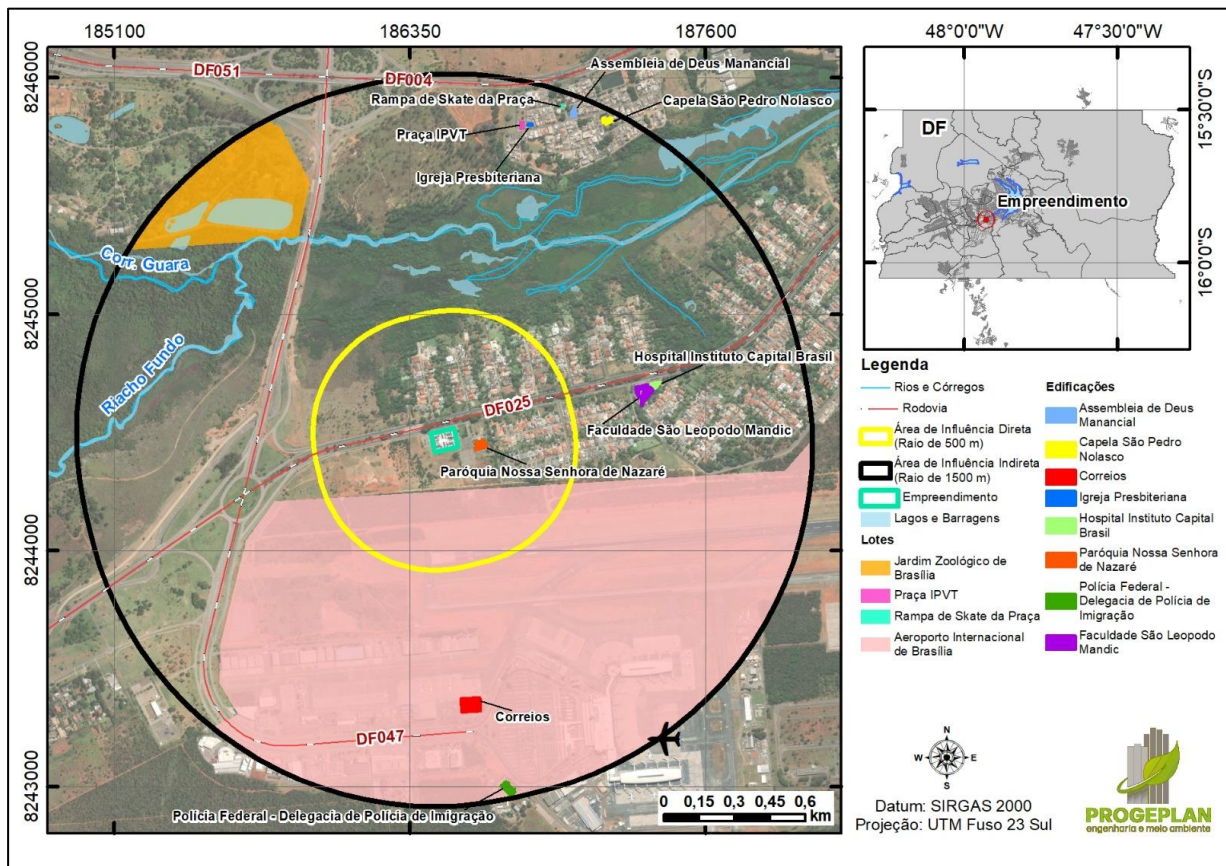 185100
186350
187600
8246000
8245000
8244000
8243000
DF051
DF004
Assembleia de Deus Manancial
Rampa de Skate da Praça
Capela São Pedro Nolasco
Praça IPVT
Igreja Presbiteriana
Corr. Guara
Riacho Fundo
Hospital Instituto Capital Brasil
DF025
Faculdade São Leopodo Mandic
Paróquia Nossa Senhora de Nazaré
Correios
DF047
Polícia Federal - Delegacia de Polícia de Imigração
0 0,15 0,3 0,45 0,6
km
48°0'0"W
47°30'0"W
15°30'0"S
16°0'0"S
DF
Empreendimento
Legenda
Rios e Córregos
Rodovia
Área de Influência Direta
(Raio de 500 m)
Área de Influência Indireta
(Raio de 1500 m)
Empreendimento
Lagos e Barragens
Lotes
Jardim Zoológico de
Brasília
Praça IPVT
Rampa de Skate da Praça
Aeroporto Internacional
de Brasília
Edificações
Assembleia de Deus
Manancial
Capela São Pedro
Nolasco
Correios
Igreja Presbiteriana
Hospital Instituto Capital
Brasil
Paróquia Nossa Senhora
de Nazaré
Polícia Federal -
Delegacia de Polícia de
Imigração
Faculdade São Leopodo
Mandic
N
W
E
S
Datum: SIRGAS 2000
Projeção: UTM Fuso 23 Sul
PROGEPLAN
engenharia e meio ambiente